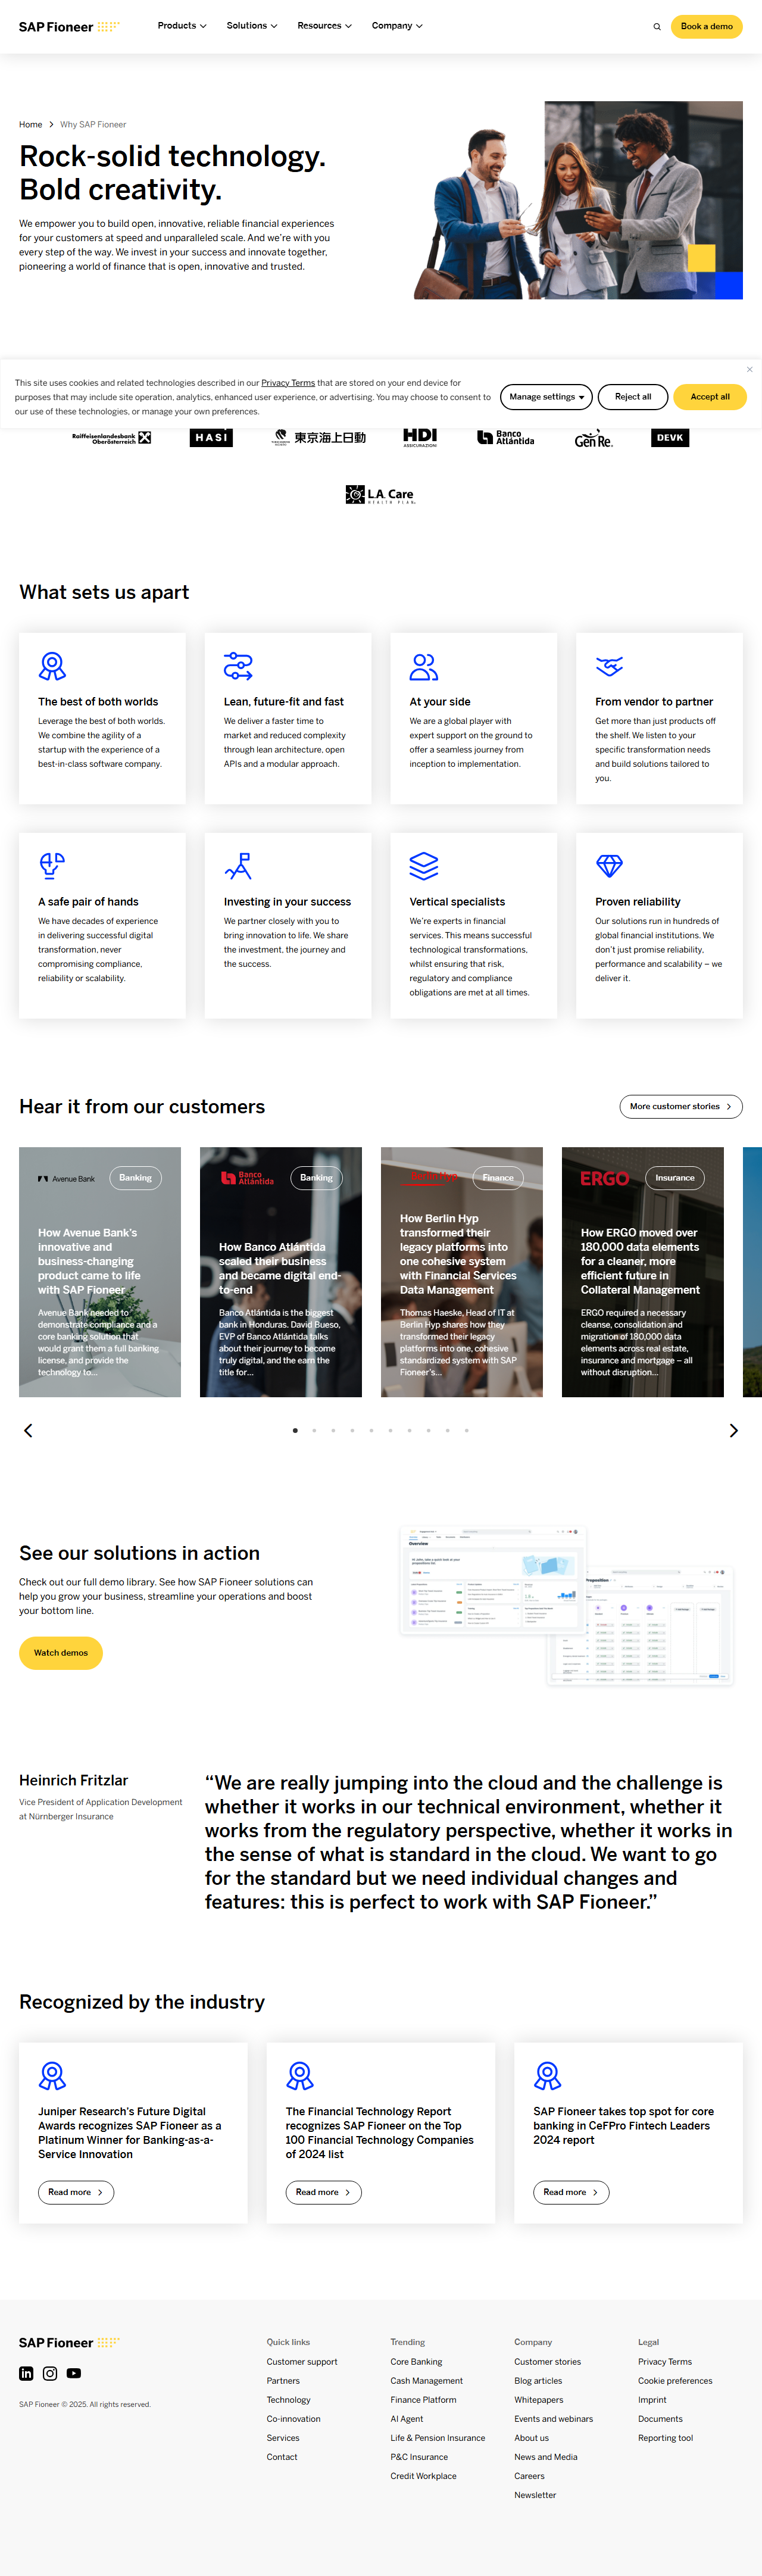 SAP Fioneer
Products
Solutions
Resources
Company
Book a demo
Home
Why SAP Fioneer
Rock-solid technology.
Bold creativity.
We empower you to build open, innovative, reliable financial experiences
for your customers at speed and unparalleled scale. And we're with you
every step of the way. We invest in your success and innovate together,
pioneering a world of finance that is open, innovative and trusted.
This site uses cookies and related technologies described in our Privacy Terms that are stored on your end device for
purposes that may include site operation, analytics, enhanced user experience, or advertising. You may choose to consent to
our use of these technologies, or manage your own preferences.
Manage settings
Reject all
Accept all
Raiffeisenlandesbank
Oberösterreich
HASI
東京海上日動
HDI
ASSICURAZIONI
Banco
Atlántida
Gen Re.
DEVK
L.A. Care
HEALTH PLAN
What sets us apart
The best of both worlds
Leverage the best of both worlds.
We combine the agility of a
startup with the experience of a
best-in-class software company.
Lean, future-fit and fast
We deliver a faster time to
market and reduced complexity
through lean architecture, open
APIs and a modular approach.
At your side
We are a global player with
expert support on the ground to
offer a seamless journey from
inception to implementation.
From vendor to partner
Get more than just products off
the shelf. We listen to your
specific transformation needs
and build solutions tailored to
you.
A safe pair of hands
We have decades of experience
in delivering successful digital
transformation, never
compromising compliance,
reliability or scalability.
Investing in your success
We partner closely with you to
bring innovation to life. We share
the investment, the journey and
the success.
Vertical specialists
We're experts in financial
services. This means successful
technological transformations,
whilst ensuring that risk,
regulatory and compliance
obligations are met at all times.
Proven reliability
Our solutions run in hundreds of
global financial institutions. We
don't just promise reliability,
performance and scalability – we
deliver it.
Hear it from our customers
More customer stories
Avenue Bank
Banking
How Avenue Bank's
innovative and
business-changing
product came to life
with SAP Fioneer
Avenue Bank needed to
demonstrate compliance and a
core banking solution that
would grant them a full banking
license, and provide the
technology to...
Banco
Atlántida
Banking
How Banco Atlántida
scaled their business
and became digital end-
to-end
Banco Atlántida is the biggest
bank in Honduras. David Bueso,
EVP of Banco Atlántida talks
about their journey to become
truly digital, and the earn the
title for...
BerlinHyp
Finance
How Berlin Hyp
transformed their
legacy platforms into
one cohesive system
with Financial Services
Data Management
Thomas Haeske, Head of IT at
Berlin Hyp shares how they
transformed their legacy
platforms into one, cohesive
standardized system with SAP
Fioneer's...
ERGO
Insurance
How ERGO moved over
180,000 data elements
for a cleaner, more
efficient future in
Collateral Management
ERGO required a necessary
cleanse, consolidation and
migration of 180,000 data
elements across real estate,
insurance and mortgage – all
without disruption...
See our solutions in action
Check out our full demo library. See how SAP Fioneer solutions can
help you grow your business, streamline your operations and boost
your bottom line.
Watch demos
Overview
Heinrich Fritzlar
Vice President of Application Development
at Nürnberger Insurance
“We are really jumping into the cloud and the challenge is
whether it works in our technical environment, whether it
works from the regulatory perspective, whether it works in
the sense of what is standard in the cloud. We want to go
for the standard but we need individual changes and
features: this is perfect to work with SAP Fioneer.”
Recognized by the industry
Juniper Research's Future Digital
Awards recognizes SAP Fioneer as a
Platinum Winner for Banking-as-a-
Service Innovation
Read more
The Financial Technology Report
recognizes SAP Fioneer on the Top
100 Financial Technology Companies
of 2024 list
Read more
SAP Fioneer takes top spot for core
banking in CeFPro Fintech Leaders
2024 report
Read more
SAP Fioneer
SAP Fioneer © 2025. All rights reserved.
Quick links
Customer support
Partners
Technology
Co-innovation
Services
Contact
Trending
Core Banking
Cash Management
Finance Platform
AI Agent
Life & Pension Insurance
P&C Insurance
Credit Workplace
Company
Customer stories
Blog articles
Whitepapers
Events and webinars
About us
News and Media
Careers
Newsletter
Legal
Privacy Terms
Cookie preferences
Imprint
Documents
Reporting tool